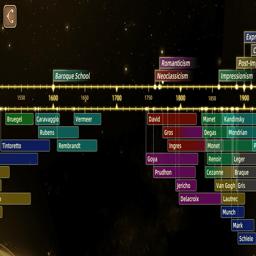 Expre
C
Romanticism
Post-Im
Baroque School
Neoclassicism
Impressionism
1550
1600
1650
1700
1750
1800
1850
1900
Bruegel
Caravaggio
Vermeer
David
Manet
Kandinsky
Rubens
Gros
Degas
Mondrian
Tintoretto
Rembrandt
Ingres
Monet
P
Goya
Renoir
Leger
Prudhon
Cezanne
Braque
Jericho
Van Gogh
Gris
Delacroix
Lautrec
Munch
Mark
Schiele